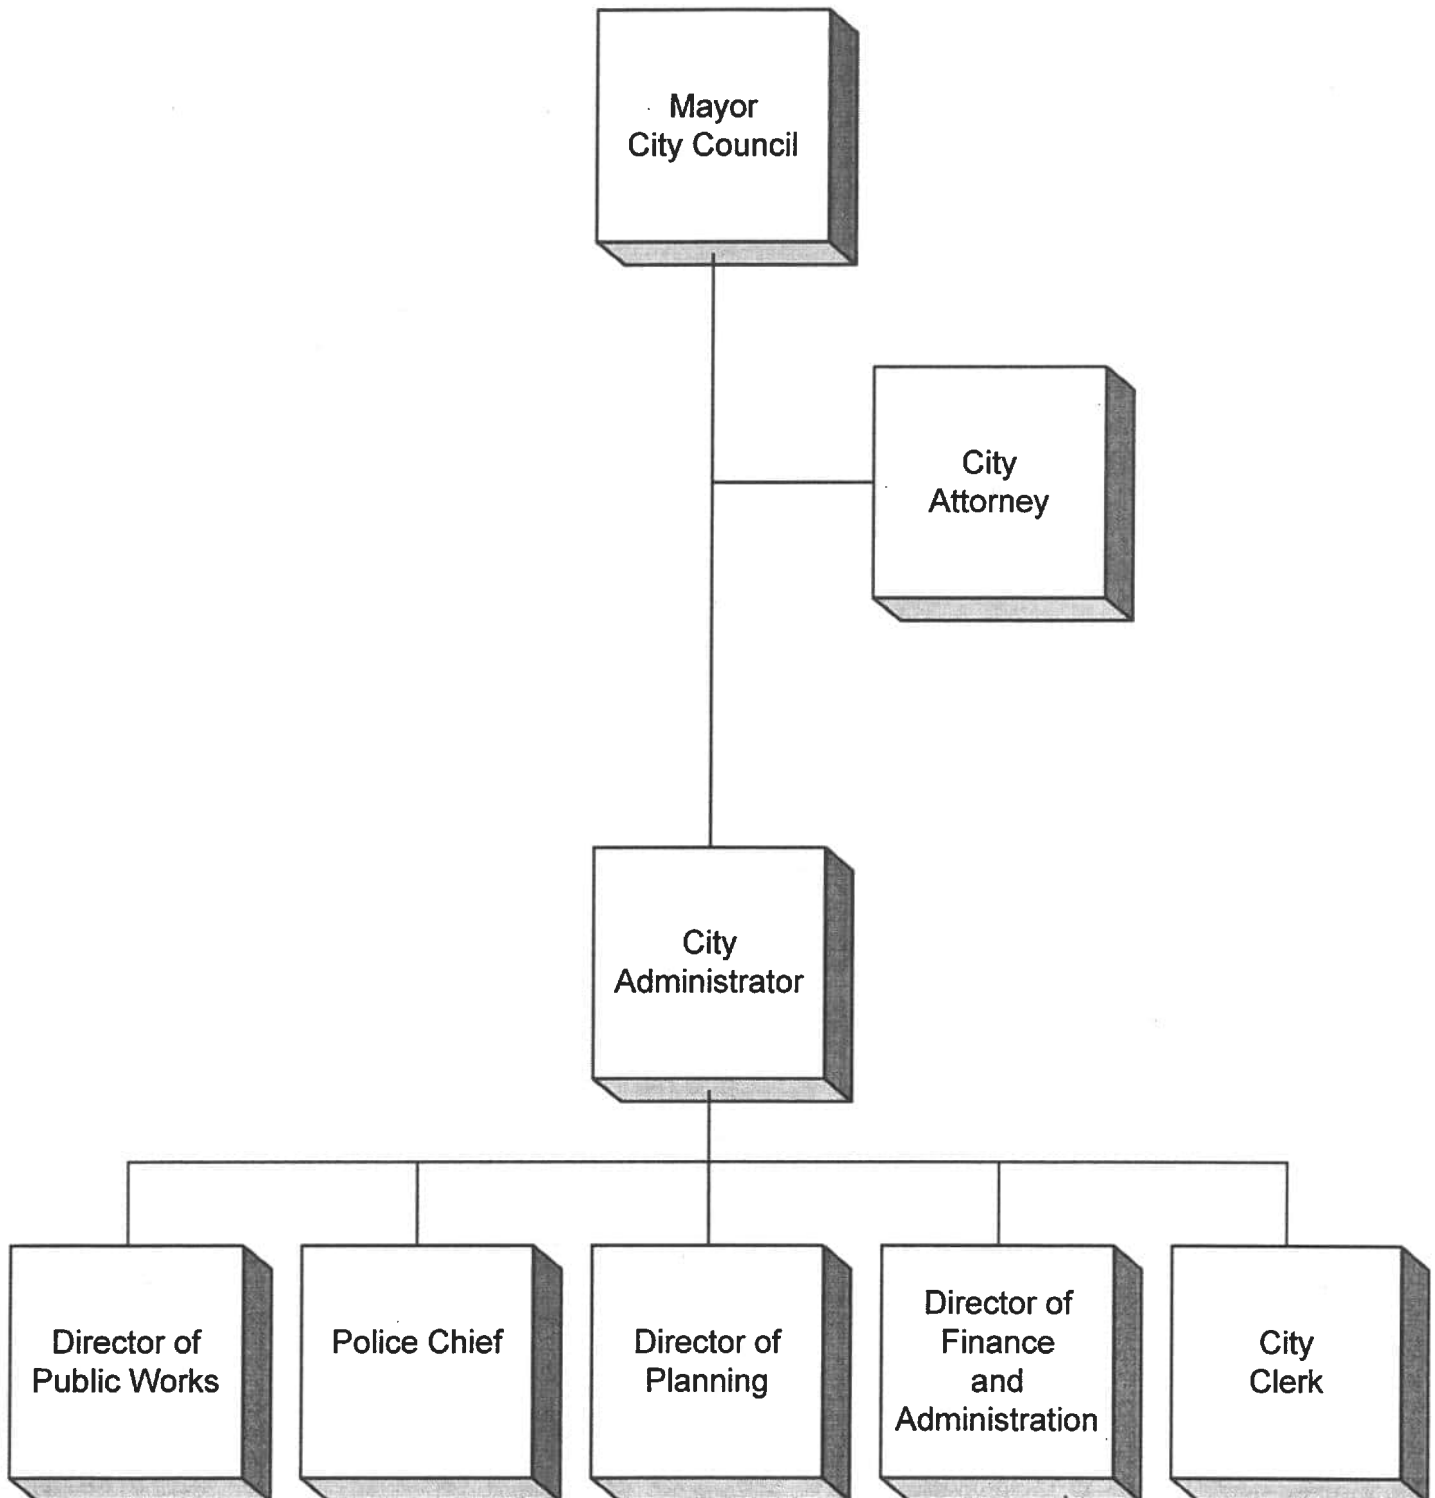 Mayor
City Council
City
Attorney
City
Administrator
Director of
Public Works
Police Chief
Director of
Planning
Director of
Finance
and
Administration
City
Clerk